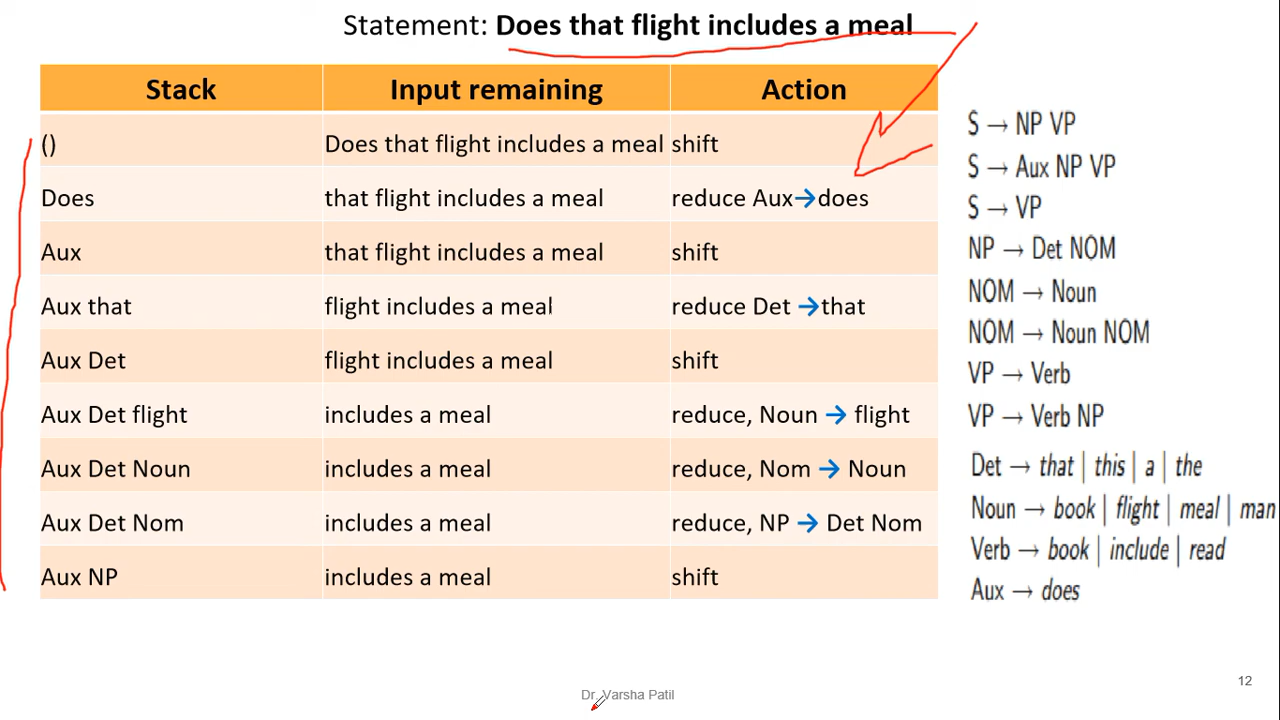 Statement: Does that flight includes a meal
Stack Input remaining Action
() Does that flight includes a meal shift
Does that flight includes a meal reduce Aux→does
Aux that flight includes a meal shift
Aux that flight includes a meal reduce Det →that
Aux Det flight includes a meal shift
Aux Det flight includes a meal reduce, Noun → flight
Aux Det Noun includes a meal reduce, Nom → Noun
Aux Det Nom includes a meal reduce, NP → Det Nom
Aux NP includes a meal shift
S → NP VP
S → Aux NP VP
S → VP
NP → Det NOM
NOM → Noun
NOM → Noun NOM
VP → Verb
VP → Verb NP
Det → that | this | a | the
Noun → book | flight | meal | man
Verb → book | include | read
Aux → does
Dr. Varsha Patil
12